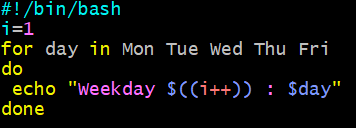 #!/bin/bash
i=1
for day in Mon Tue Wed Thu Fri
do
 echo "Weekday $((i++)) : $day"
done